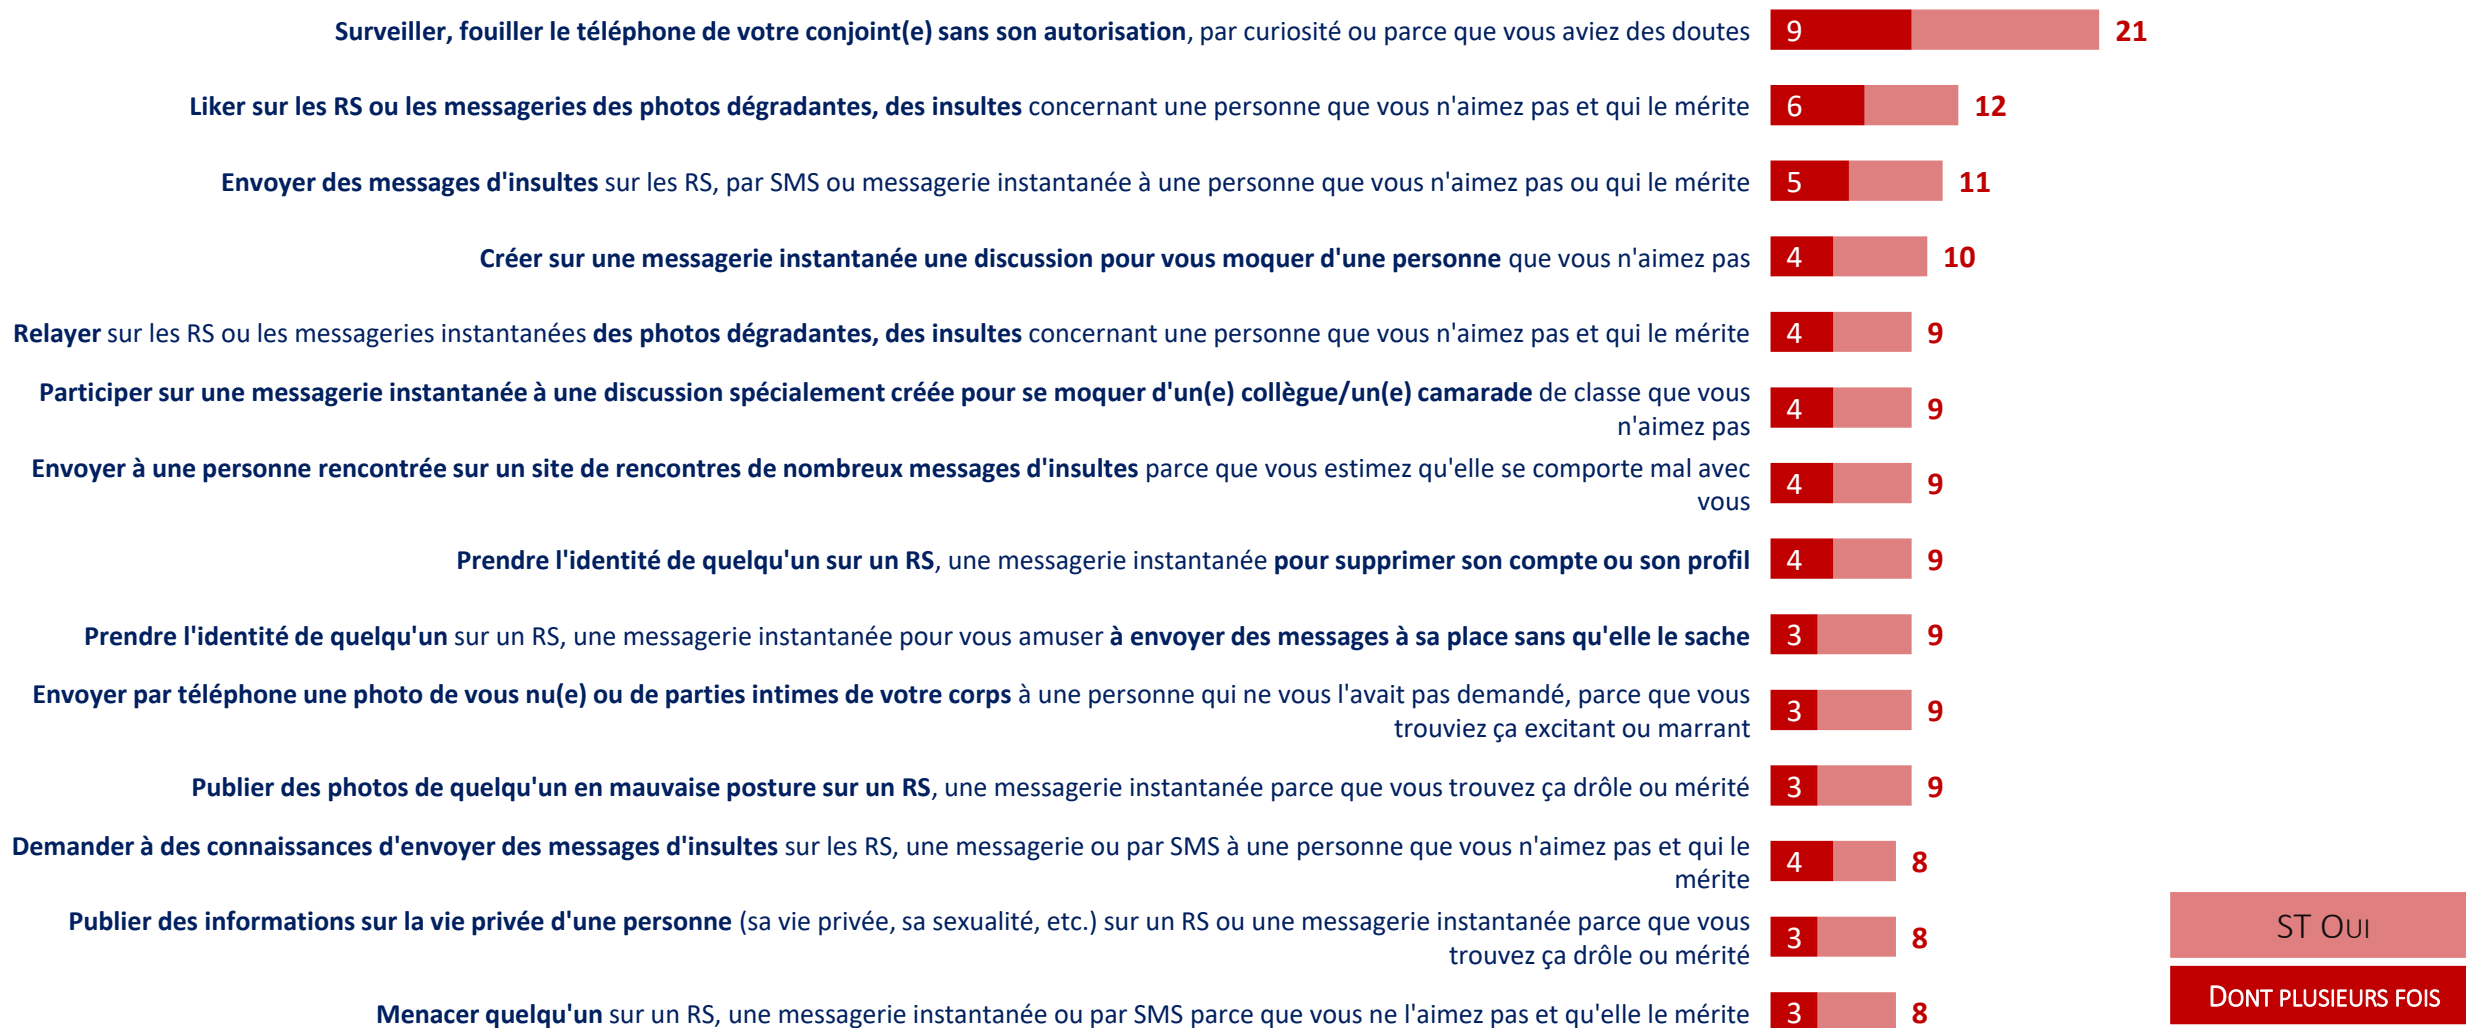 Surveiller, fouiller le téléphone de votre conjoint(e) sans son autorisation, par curiosité ou parce que vous aviez des doutes 9 21
Liker sur les RS ou les messageries des photos dégradantes, des insultes concernant une personne que vous n'aimez pas et qui le mérite 6 12
Envoyer des messages d'insultes sur les RS, par SMS ou messagerie instantanée à une personne que vous n'aimez pas ou qui le mérite 5 11
Créer sur une messagerie instantanée une discussion pour vous moquer d'une personne que vous n'aimez pas 4 10
Relayer sur les RS ou les messageries instantanées des photos dégradantes, des insultes concernant une personne que vous n'aimez pas et qui le mérite 4 9
Participer sur une messagerie instantanée à une discussion spécialement créée pour se moquer d'un(e) collègue/un(e) camarade de classe que vous
n'aimez pas 4 9
Envoyer à une personne rencontrée sur un site de rencontres de nombreux messages d'insultes parce que vous estimez qu'elle se comporte mal avec
vous 4 9
Prendre l'identité de quelqu'un sur un RS, une messagerie instantanée pour supprimer son compte ou son profil 4 9
Prendre l'identité de quelqu'un sur un RS, une messagerie instantanée pour vous amuser à envoyer des messages à sa place sans qu'elle le sache 3 9
Envoyer par téléphone une photo de vous nu(e) ou de parties intimes de votre corps à une personne qui ne vous l'avait pas demandé, parce que vous
trouviez ça excitant ou marrant 3 9
Publier des photos de quelqu'un en mauvaise posture sur un RS, une messagerie instantanée parce que vous trouvez ça drôle ou mérité 3 9
Demander à des connaissances d'envoyer des messages d'insultes sur les RS, une messagerie ou par SMS à une personne que vous n'aimez pas et qui le
mérite 4 8
Publier des informations sur la vie privée d'une personne (sa vie privée, sa sexualité, etc.) sur un RS ou une messagerie instantanée parce que vous
trouvez ça drôle ou mérité 3 8
Menacer quelqu'un sur un RS, une messagerie instantanée ou par SMS parce que vous ne l'aimez pas et qu'elle le mérite 3 8
ST OUI
DONT PLUSIEURS FOIS